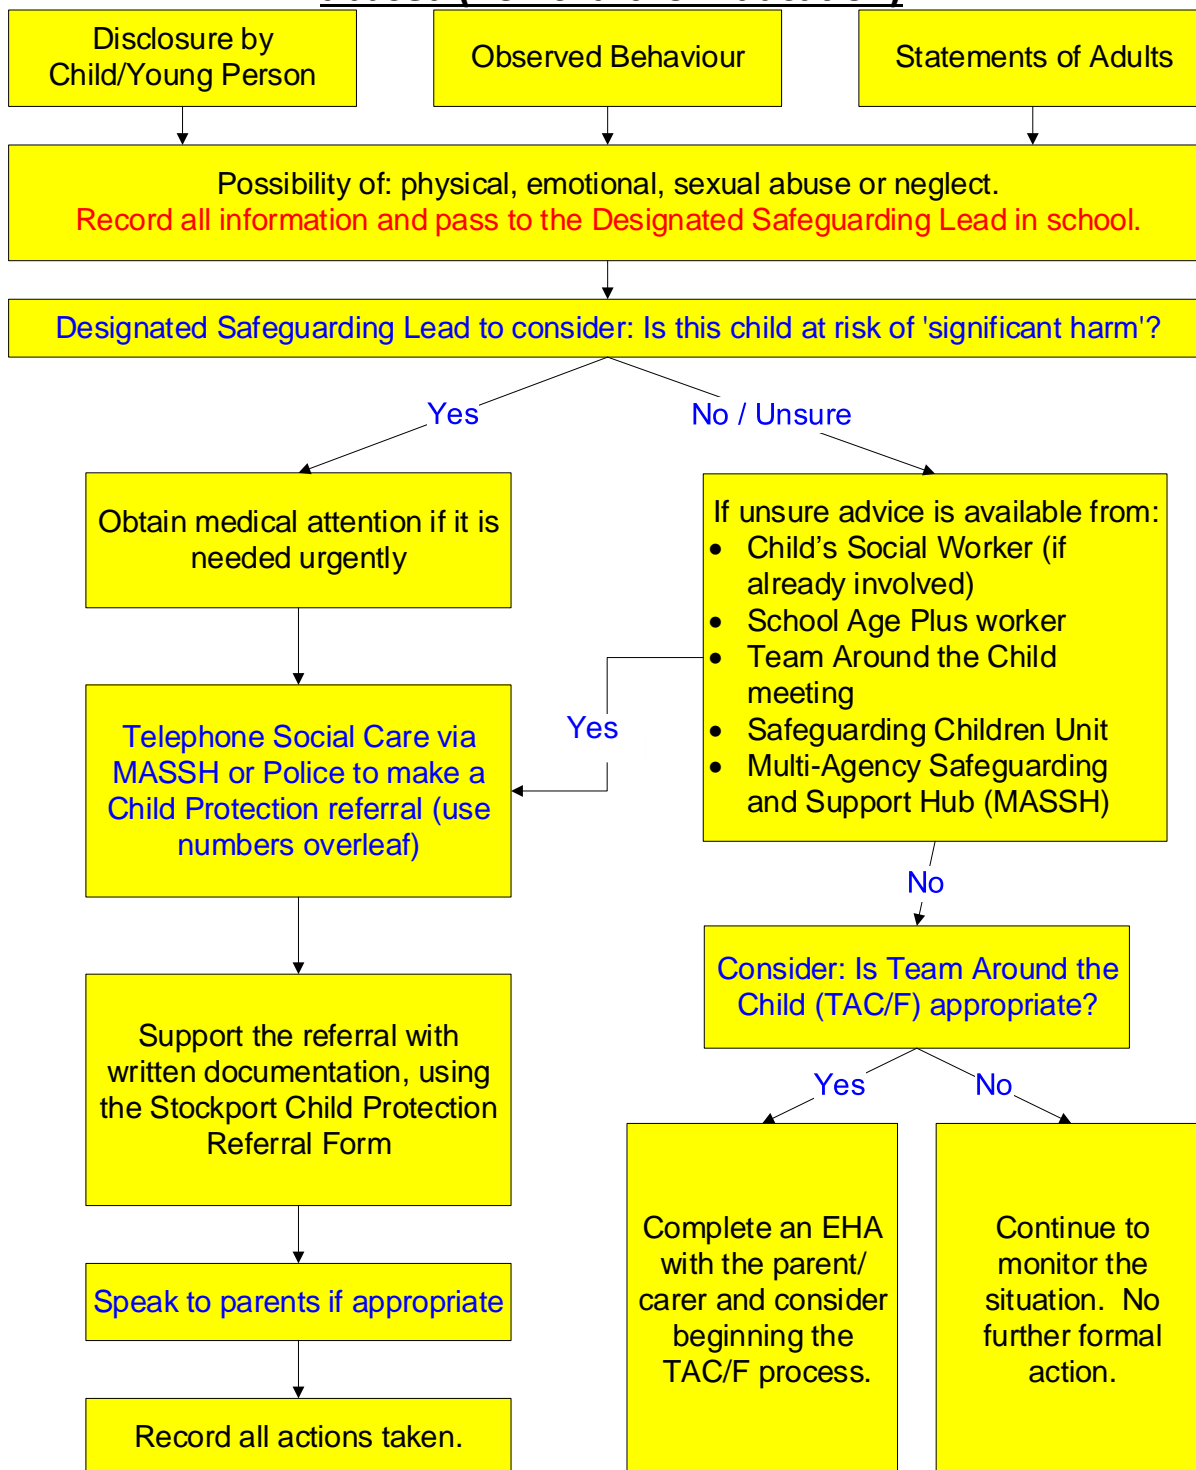 Disclosure by
Child/Young Person
Observed Behaviour
Statements of Adults
Possibility of: physical, emotional, sexual abuse or neglect.
Record all information and pass to the Designated Safeguarding Lead in school.
Designated Safeguarding Lead to consider: Is this child at risk of 'significant harm'?
Yes
No / Unsure
Obtain medical attention if it is
needed urgently
If unsure advice is available from:
• Child’s Social Worker (if
already involved)
• School Age Plus worker
• Team Around the Child
meeting
• Safeguarding Children Unit
• Multi-Agency Safeguarding
and Support Hub (MASSH)
Yes
Telephone Social Care via
MASSH or Police to make a
Child Protection referral (use
numbers overleaf)
No
Consider: Is Team Around the
Child (TAC/F) appropriate?
Support the referral with
written documentation, using
the Stockport Child Protection
Referral Form
Yes
No
Complete an EHA
with the parent/
carer and consider
beginning the
TAC/F process.
Continue to
monitor the
situation. No
further formal
action.
Speak to parents if appropriate
Record all actions taken.